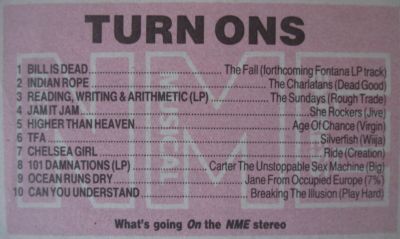 TURN ONS
1 BILL IS DEAD........The Fall (forthcoming Fontana LP track)
2 INDIAN ROPE........The Charlatans (Dead Good)
3 READING, WRITING & ARITHMETIC (LP)........The Sundays (Rough Trade)
4 JAM IT JAM........She Rockers (Jive)
5 HIGHER THAN HEAVEN........Age Of Chance (Virgin)
6 TFA........Silverfish (Wiija)
7 CHELSEA GIRL........Ride (Creation)
8 101 DAMNATIONS (LP)........Carter The Unstoppable Sex Machine (Big)
9 OCEAN RUNS DRY........Jane From Occupied Europe (7%)
10 CAN YOU UNDERSTAND........Breaking The Illusion (Play Hard)
What's going On the NME stereo